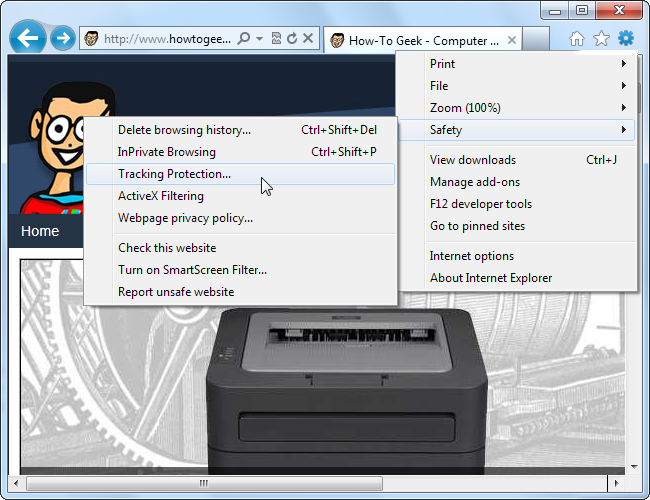 http://www.howtogee...
How-To Geek - Computer ...
Print
File
Zoom (100%)
Safety
View downloads Ctrl+J
Manage add-ons
F12 developer tools
Go to pinned sites
Internet options
About Internet Explorer
Delete browsing history... Ctrl+Shift+Del
InPrivate Browsing Ctrl+Shift+P
Tracking Protection...
ActiveX Filtering
Webpage privacy policy...
Check this website
Turn on SmartScreen Filter...
Report unsafe website
Home